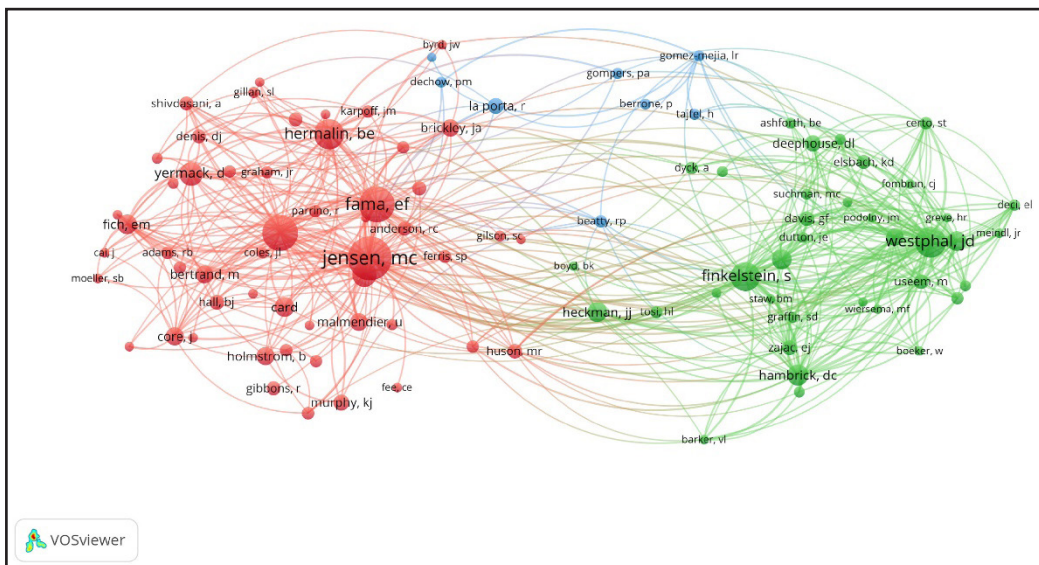 byrd, jw
gomez-mejia, lr
gompers, pa
dechow, pm
gillan, sl
shivdasani, a
karpoff, jm
la porta, r
berrone, p
tajfel, h
ashforth, be
certo, st
hermalin, be
brickley, ja
denis, dj
deephouse, dl
elsbach, kd
yermack, d
graham, jr
dyck, a
fombrun, cj
suchman, mc
fama, ef
parrino, r
deci, el
fich, em
beatty, rp
davis, gf
podolny, jm
greve, hr
anderson, rc
gilson, sc
dutton, je
westphal, jd
meindl, jr
cai, j
adams, rb
coles, jl
jensen, mc
ferris, sp
moeller, sb
bertrand, m
boyd, bk
finkelstein, s
useem, m
hall, bj
card
staw, bm
heckman, jj
tosi, hl
wiersema, mf
graffin, sd
malmendier, u
core, j
zajac, ej
boeker, w
holmstrom, b
huson, mr
hambrick, dc
gibbons, r
fee, ce
murphy, kj
barker, vl
VOSviewer